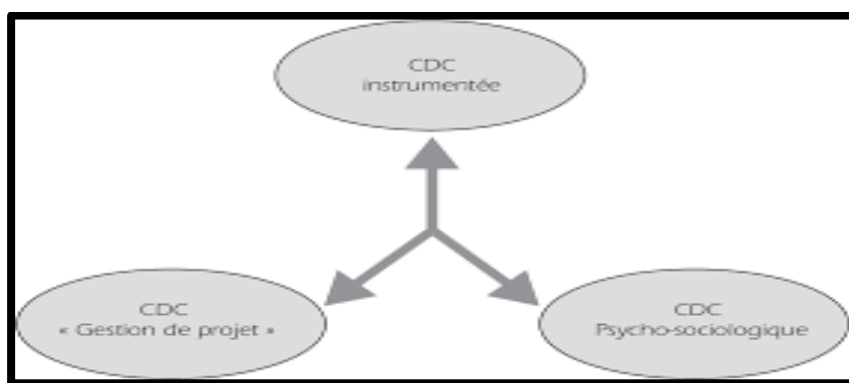 CDC
instrumentée
CDC
« Gestion de projet »
CDC
Psycho-sociologique